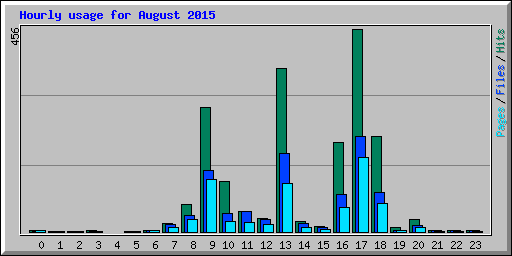 Hourly usage for August 2015
456
Pages/Files/Hits
0 1 2 3 4 5 6 7 8 9 10 11 12 13 14 15 16 17 18 19 20 21 22 23